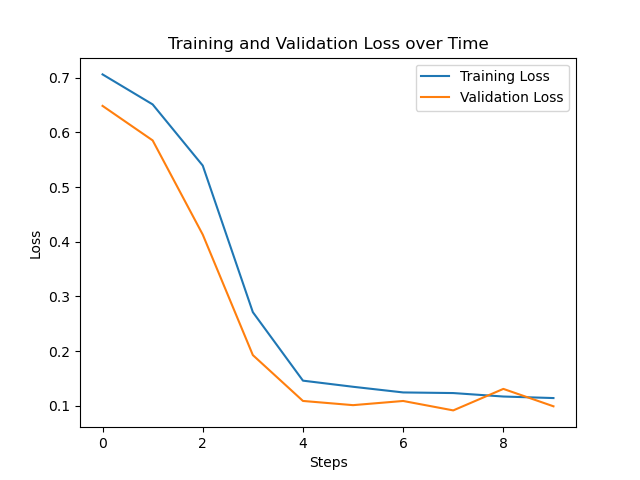 Training and Validation Loss over Time
Training Loss
Validation Loss
0.7
0.6
0.5
0.4
0.3
0.2
0.1
Loss
0 2 4 6 8
Steps